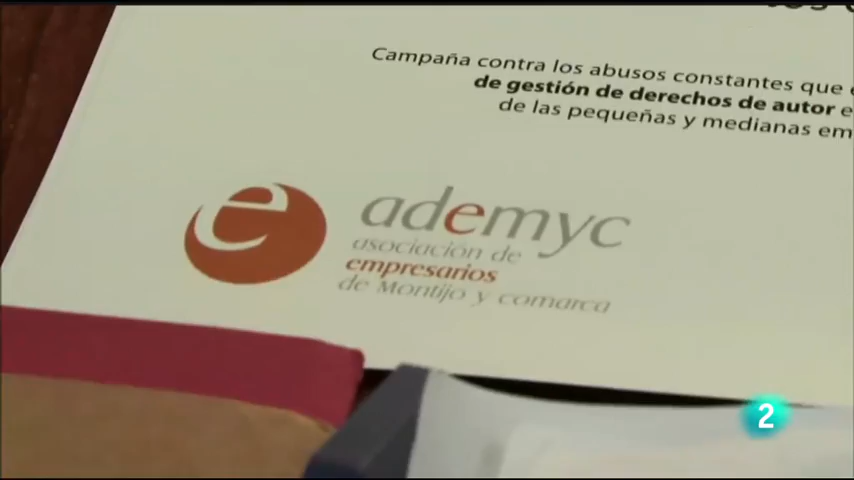 Campaña contra los abusos constantes que
de gestión de derechos de autor e
de las pequeñas y medianas em
e
ademyc
asociación de
empresarios
de Montijo y comarca
2